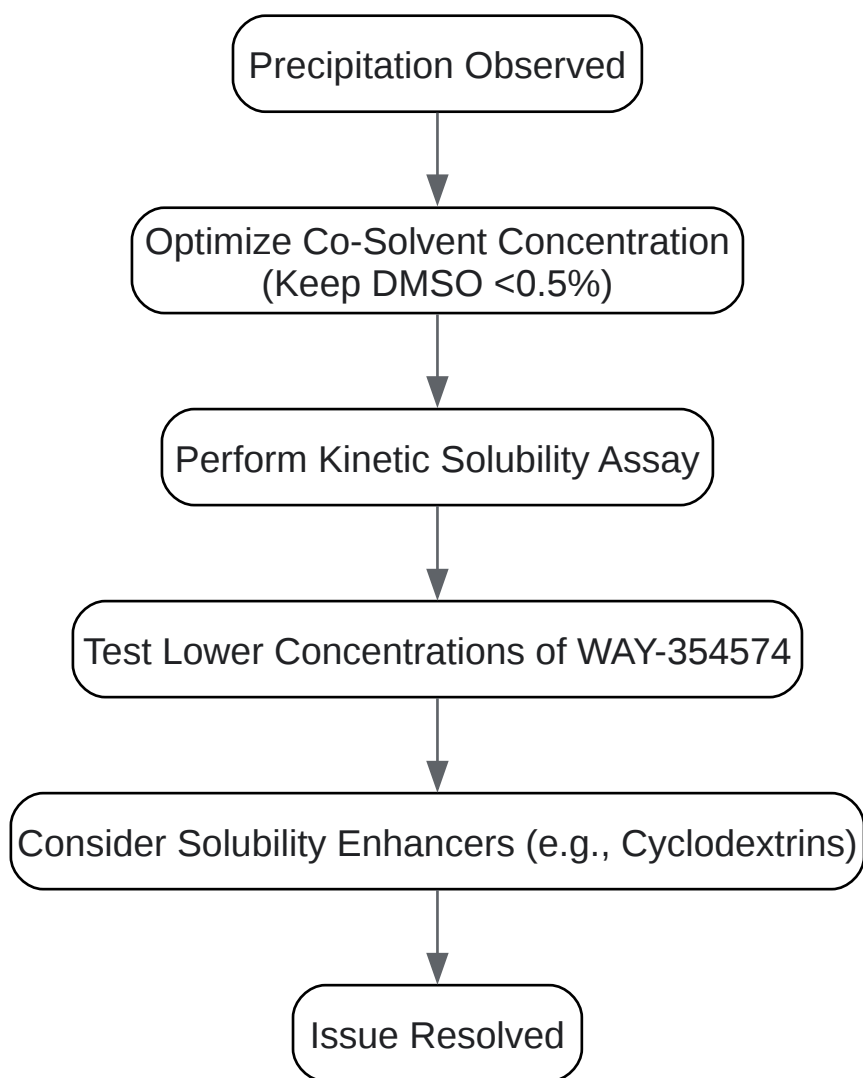 Precipitation Observed
Optimize Co-Solvent Concentration
(Keep DMSO <0.5%)
Perform Kinetic Solubility Assay
Test Lower Concentrations of WAY-354574
Consider Solubility Enhancers (e.g., Cyclodextrins)
Issue Resolved